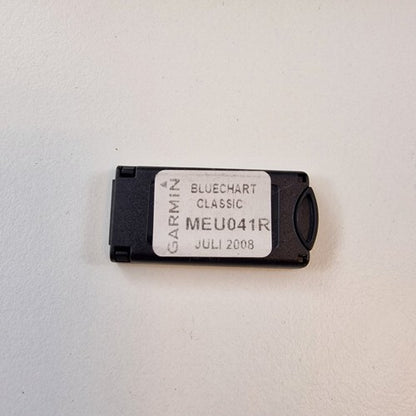 GARMIN
BLUECHART
CLASSIC
MEU041R
JULI 2008